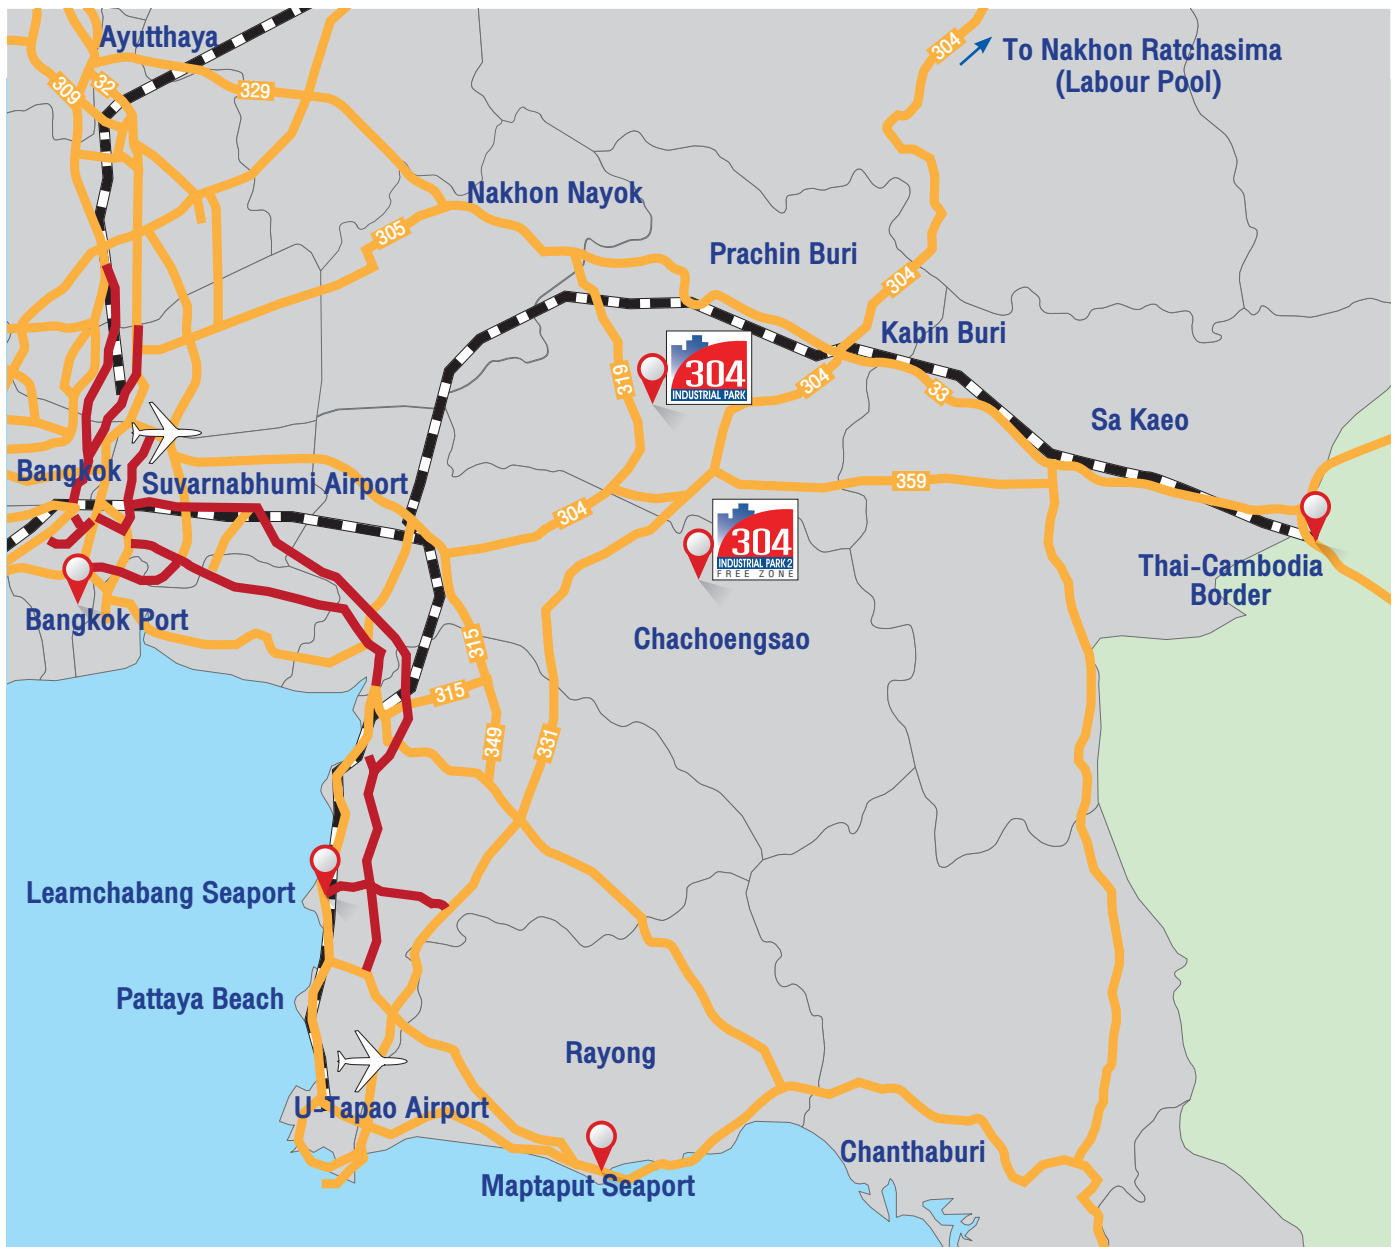 Ayutthaya
304
To Nakhon Ratchasima
(Labour Pool)
309
32
329
Nakhon Nayok
305
Prachin Buri
304
Kabin Buri
319
304
INDUSTRIAL PARK
304
33
Sa Kaeo
Bangkok
Suvarnabhumi Airport
359
304
304
INDUSTRIAL PARK 2
FREE ZONE
Thai-Cambodia
Border
Bangkok Port
315
Chachoengsao
315
349
331
Leamchabang Seaport
Pattaya Beach
Rayong
U-Tapao Airport
Chanthaburi
Maptaput Seaport